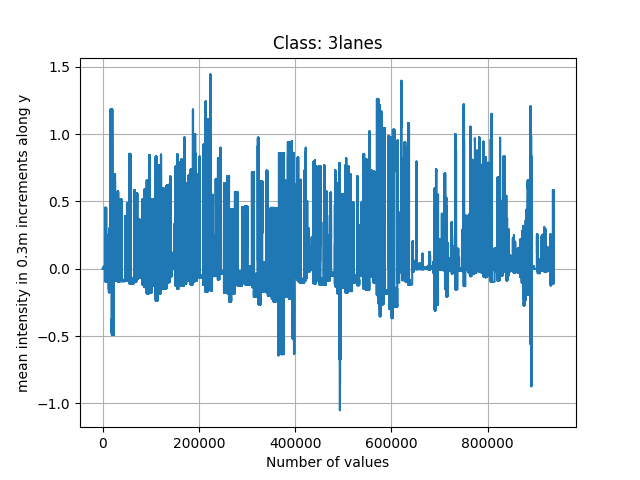 Class: 3lanes
mean intensity in 0.3m increments along y
1.5
1.0
0.5
0.0
−0.5
−1.0
0 200000 400000 600000 800000
Number of values